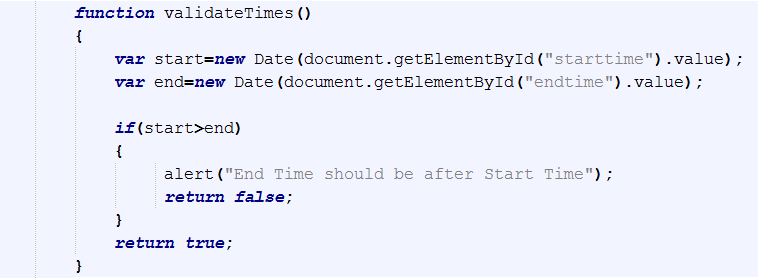 function validateTimes()
{
var start=new Date(document.getElementById("starttime").value);
var end=new Date(document.getElementById("endtime").value);
if(start>end)
{
alert("End Time should be after Start Time");
return false;
}
return true;
}